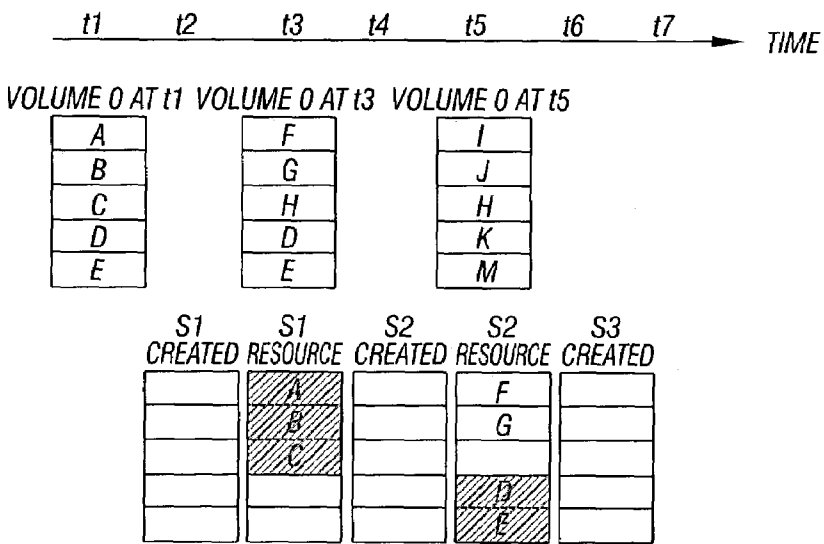 t1 t2 t3 t4 t5 t6 t7 TIME
VOLUME 0 AT t1 VOLUME 0 AT t3 VOLUME 0 AT t5
A F I
B G J
C H H
D D K
E E M
S1 S1 S2 S2 S3
CREATED RESOURCE CREATED RESOURCE CREATED
A F
B G
C
D
E